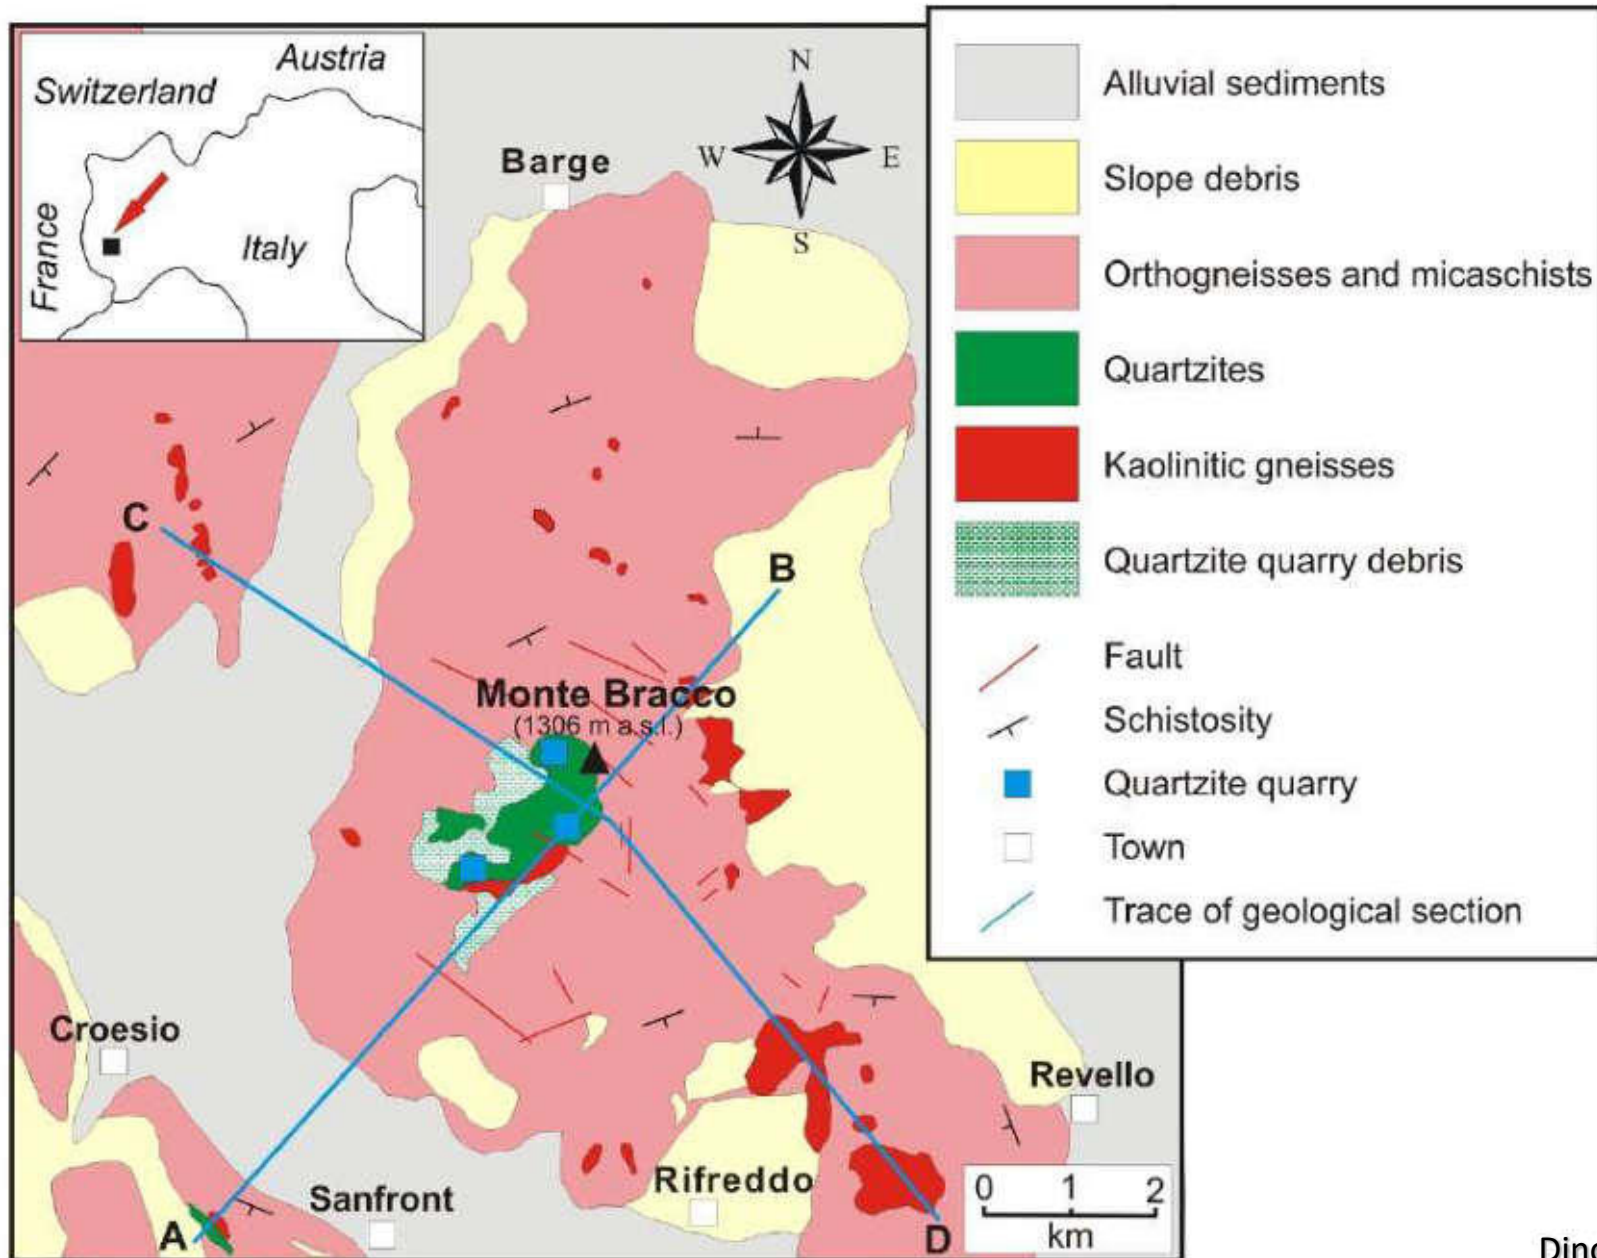 Austria
Switzerland
France
Italy
N
W
E
S
Barge
C
B
Monte Bracco
(1306 m a.s.l.)
Croesio
Revello
Sanfront
Rifreddo
A
D
0 1 2
km
Alluvial sediments
Slope debris
Orthogneisses and micaschists
Quartzites
Kaolinitic gneisses
Quartzite quarry debris
Fault
Schistosity
Quartzite quarry
Town
Trace of geological section